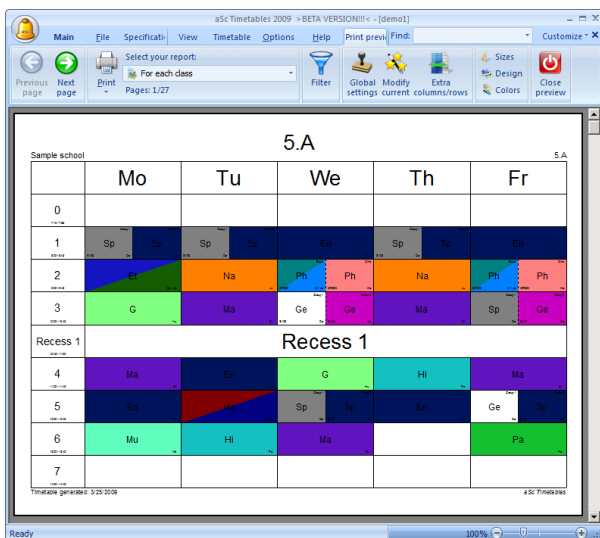 aSc Timetables 2009 >BETA VERSION!!!< - [demo1]
Main File Specificati View Timetable Options Help Print previ Find: Customize
Select your report:
For each class
Pages: 1/27
Previous page
Next page
Print
Filter
Global settings
Modify current
Extra columns/rows
Sizes
Design
Colors
Close preview
5.A
Sample school 5.A
Mo Tu We Th Fr
0
1 Sp Sp Sp Sp En Sp Sp En
2 Et Na Ph Ph Na Ph Ph
3 G Ma Ge Ge Ma Sp Ge
Recess 1 Recess 1
4 Ma En G Hi Ma
5 En Sp Sp En Ge Sp
6 Mu Hi Ma Pa
7
Timetable generated: 3/25/2009 aSc Timetables
Ready 100%